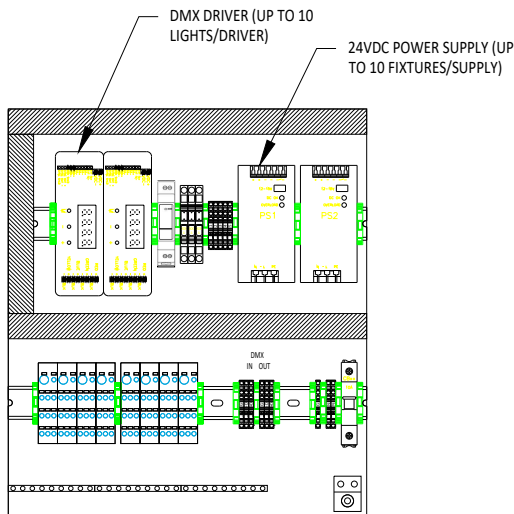 DMX DRIVER (UP TO 10
LIGHTS/DRIVER)
24VDC POWER SUPPLY (UP
TO 10 FIXTURES/SUPPLY)
PS1
PS2
DMX
IN OUT